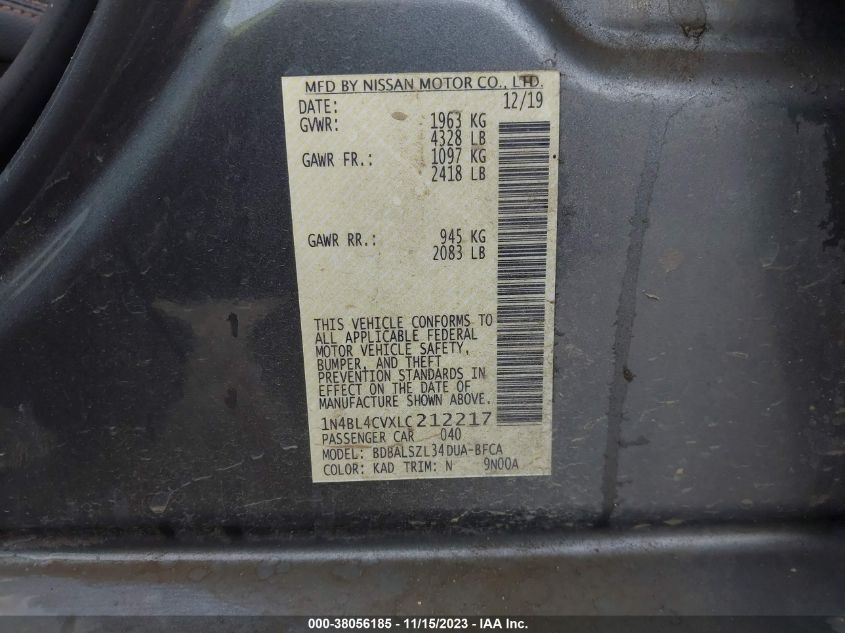 MFD BY NISSAN MOTOR CO., LTD.
DATE: 12/19
GVWR: 1963 KG
4328 LB
GAWR FR.: 1097 KG
2418 LB
GAWR RR.: 945 KG
2083 LB
THIS VEHICLE CONFORMS TO
ALL APPLICABLE FEDERAL
MOTOR VEHICLE SAFETY,
BUMPER, AND THEFT
PREVENTION STANDARDS IN
EFFECT ON THE DATE OF
MANUFACTURE SHOWN ABOVE.
1N4BL4CVXLC212217
PASSENGER CAR 040
MODEL: BDBALSZL34DUA-BFCA
COLOR: KAD TRIM: N 9N00A
000-38056185 - 11/15/2023 - IAA Inc.